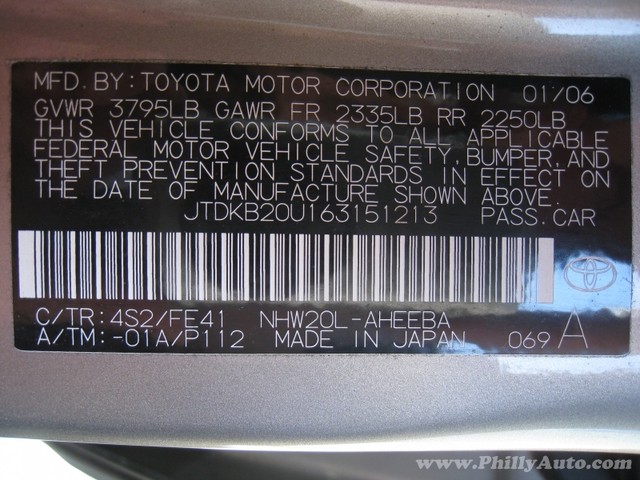 MFD.BY:TOYOTA MOTOR CORPORATION 01/06
GVWR 3795LB GAWR FR 2335LB RR 2250LB
THIS VEHICLE CONFORMS TO ALL APPLICABLE
FEDERAL MOTOR VEHICLE SAFETY,BUMPER,AND
THEFT PREVENTION STANDARDS IN EFFECT ON
THE DATE OF MANUFACTURE SHOWN ABOVE.
JTDKB20U163151213 PASS.CAR
C/TR:4S2/FE41 NHW20L-AHEEBA
A/TM:-01A/P112 MADE IN JAPAN 069 A
www.PhillyAuto.com